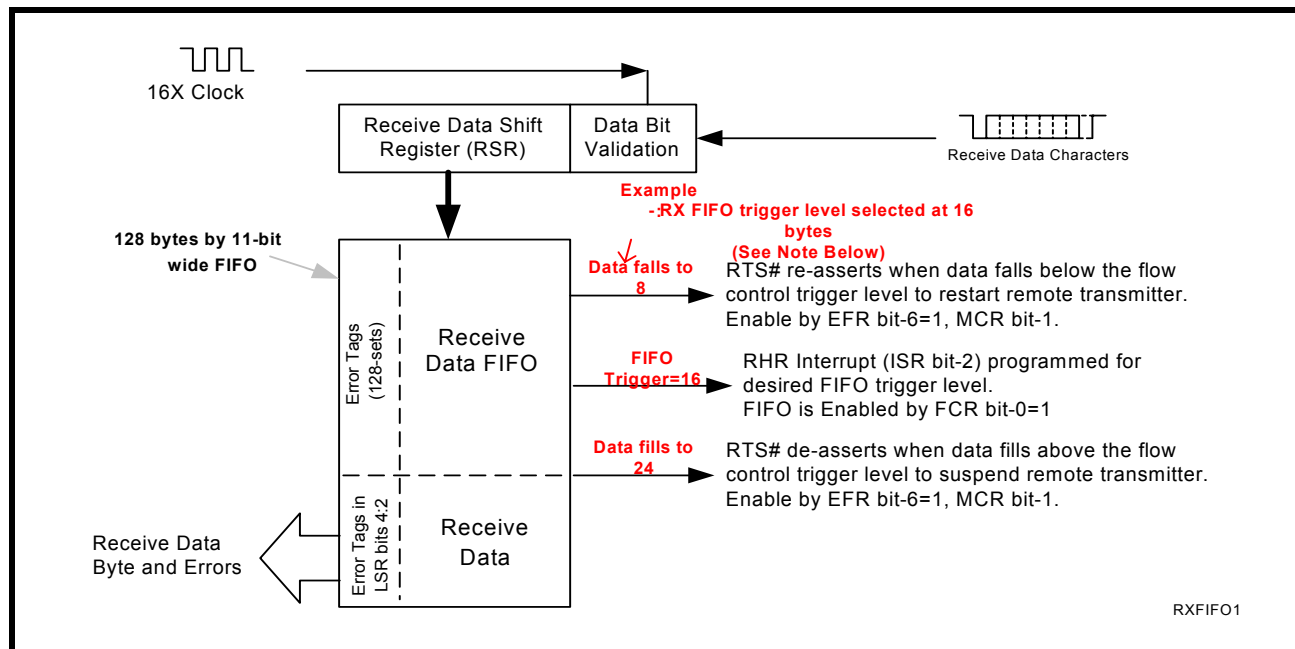 16X Clock
Receive Data Shift
Register (RSR)
Data Bit
Validation
Receive Data Characters
Example
-:RX FIFO trigger level selected at 16
bytes
(See Note Below)
128 bytes by 11-bit
wide FIFO
Data falls to
8
RTS# re-asserts when data falls below the flow
control trigger level to restart remote transmitter.
Enable by EFR bit-6=1, MCR bit-1.
Error Tags
(128-sets)
Receive
Data FIFO
FIFO
Trigger=16
RHR Interrupt (ISR bit-2) programmed for
desired FIFO trigger level.
FIFO is Enabled by FCR bit-0=1
Data fills to
24
RTS# de-asserts when data fills above the flow
control trigger level to suspend remote transmitter.
Enable by EFR bit-6=1, MCR bit-1.
Error Tags in
LSR bits 4:2
Receive
Data
Receive Data
Byte and Errors
RXFIFO1